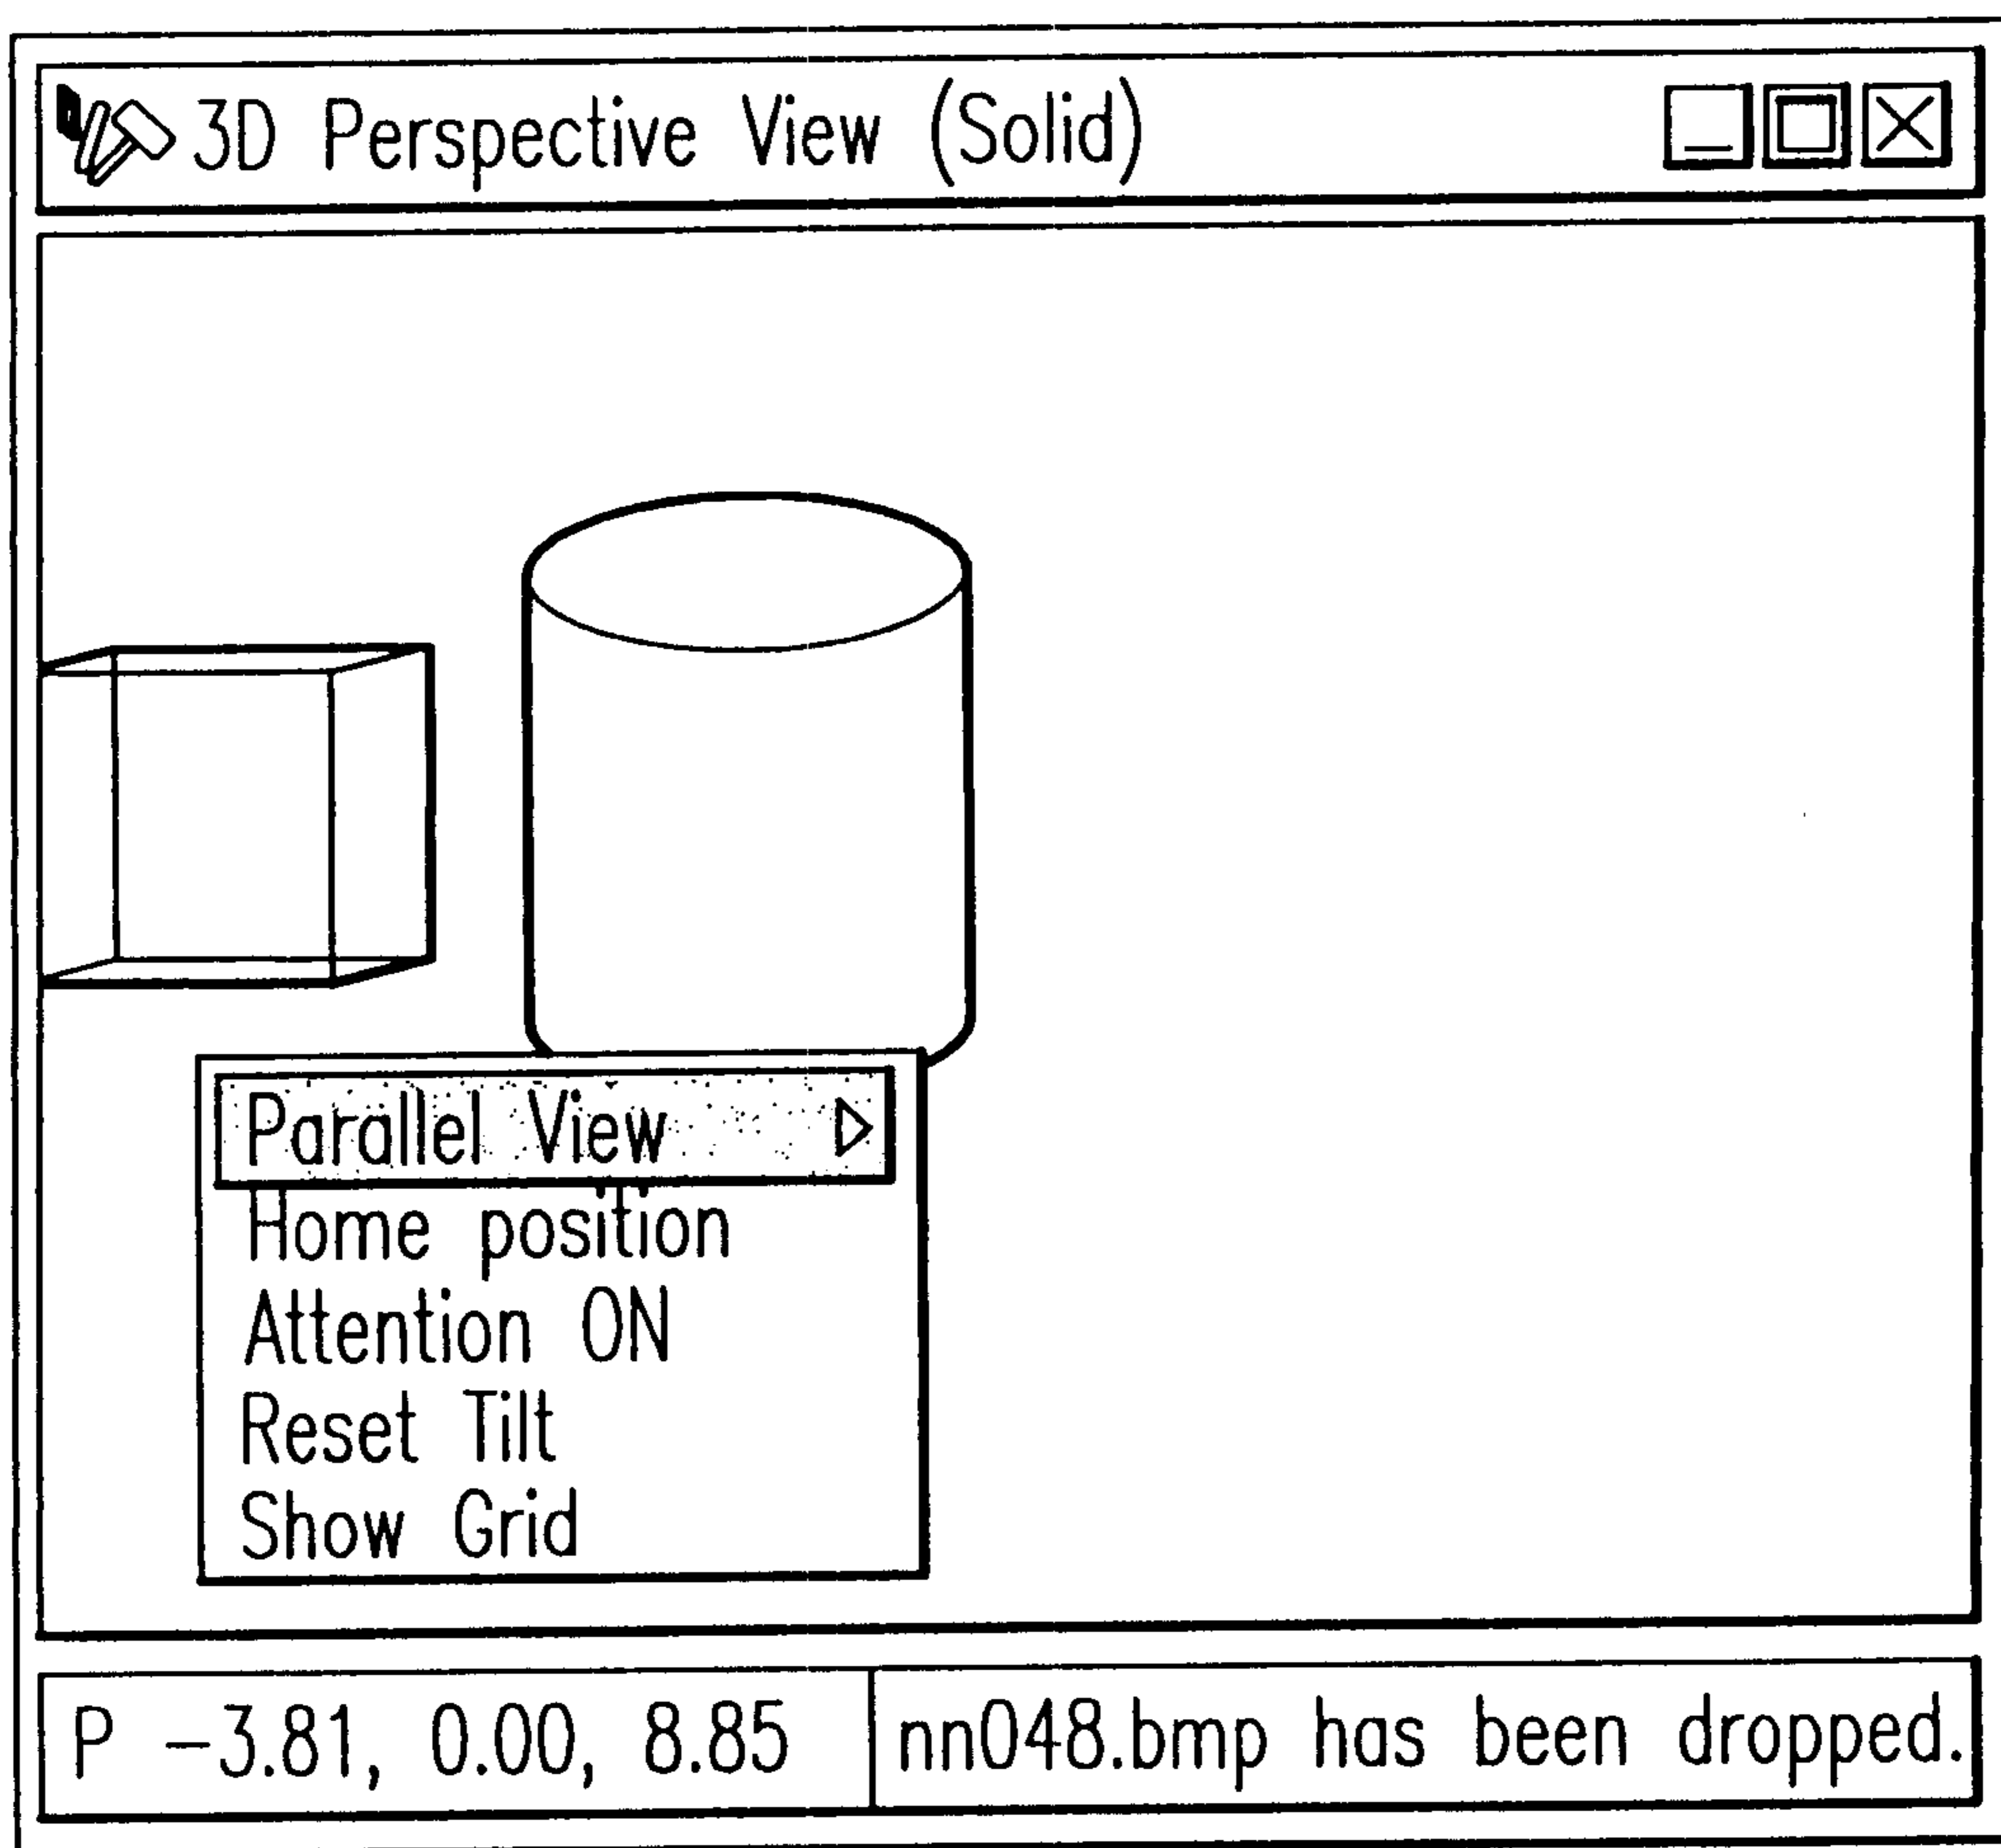 3D Perspective View (Solid)
Parallel View
Home position
Attention ON
Reset Tilt
Show Grid
P -3.81, 0.00, 8.85
nn048.bmp has been dropped.